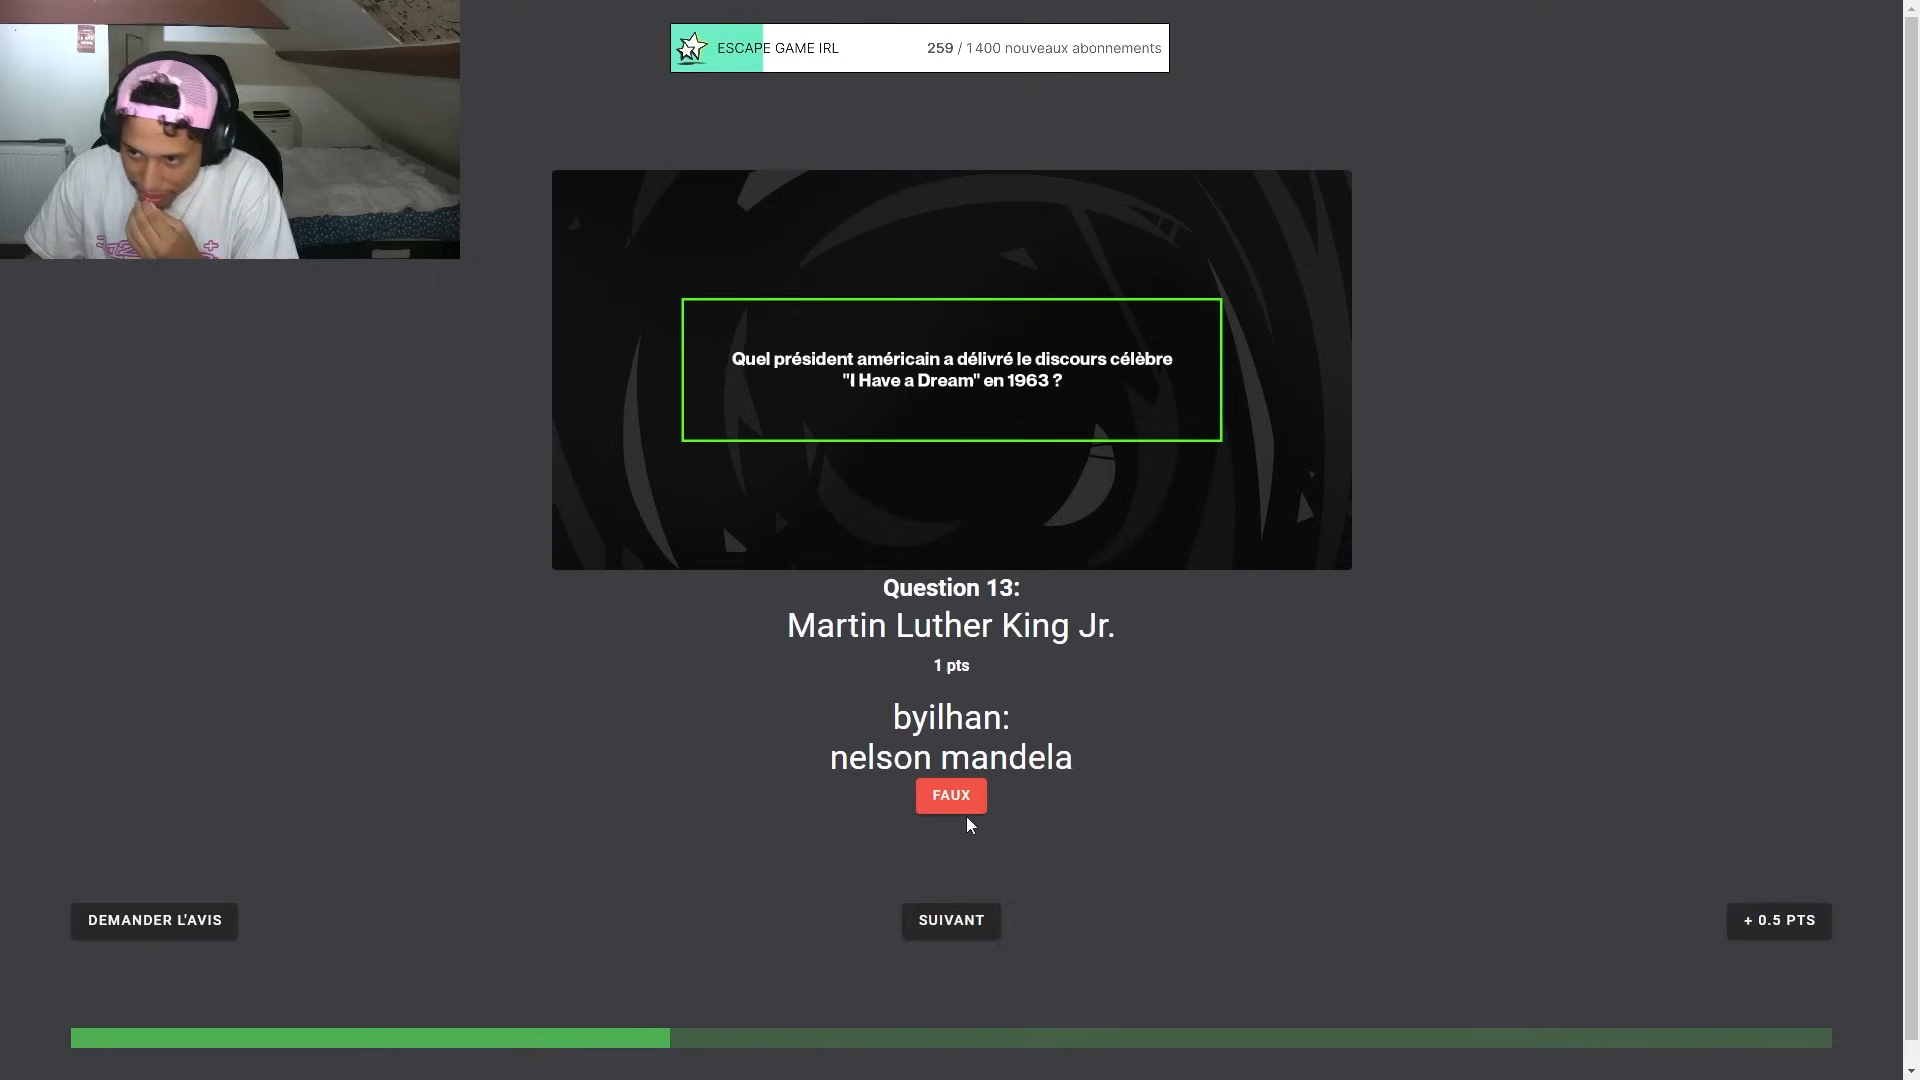 ESCAPE GAME IRL
259 / 1 400 nouveaux abonnements
Quel président américain a délivré le discours célèbre
"I Have a Dream" en 1963 ?
Question 13:
Martin Luther King Jr.
1 pts
byilhan:
nelson mandela
FAUX
DEMANDER L'AVIS
SUIVANT
+ 0.5 PTS